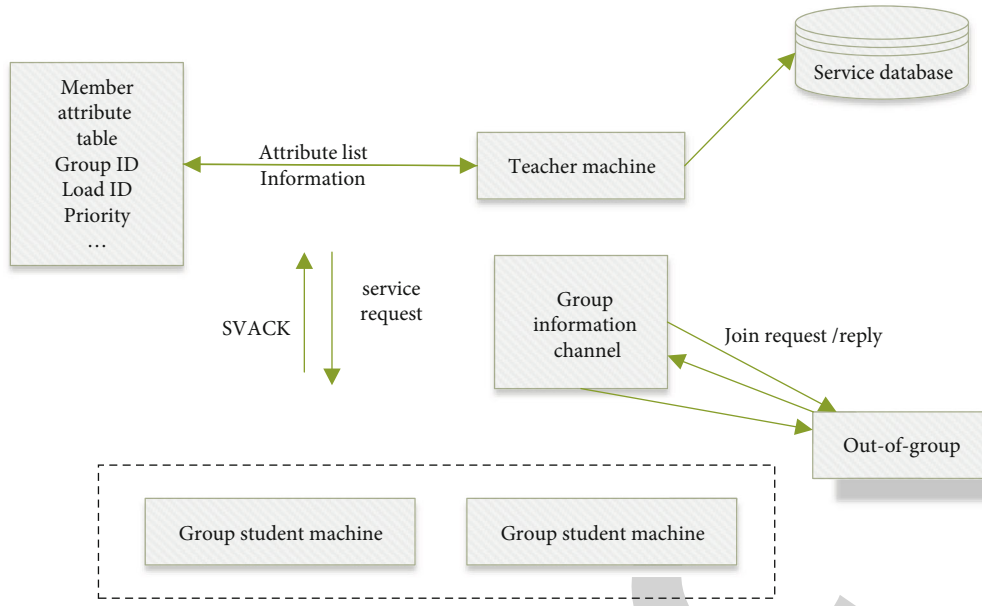 Service database
Member
attribute
table
Group ID
Load ID
Priority
...
Attribute list
Information
Teacher machine
SVACK
service
request
Group
information
channel
Join request /reply
Out-of-group
Group student machine
Group student machine